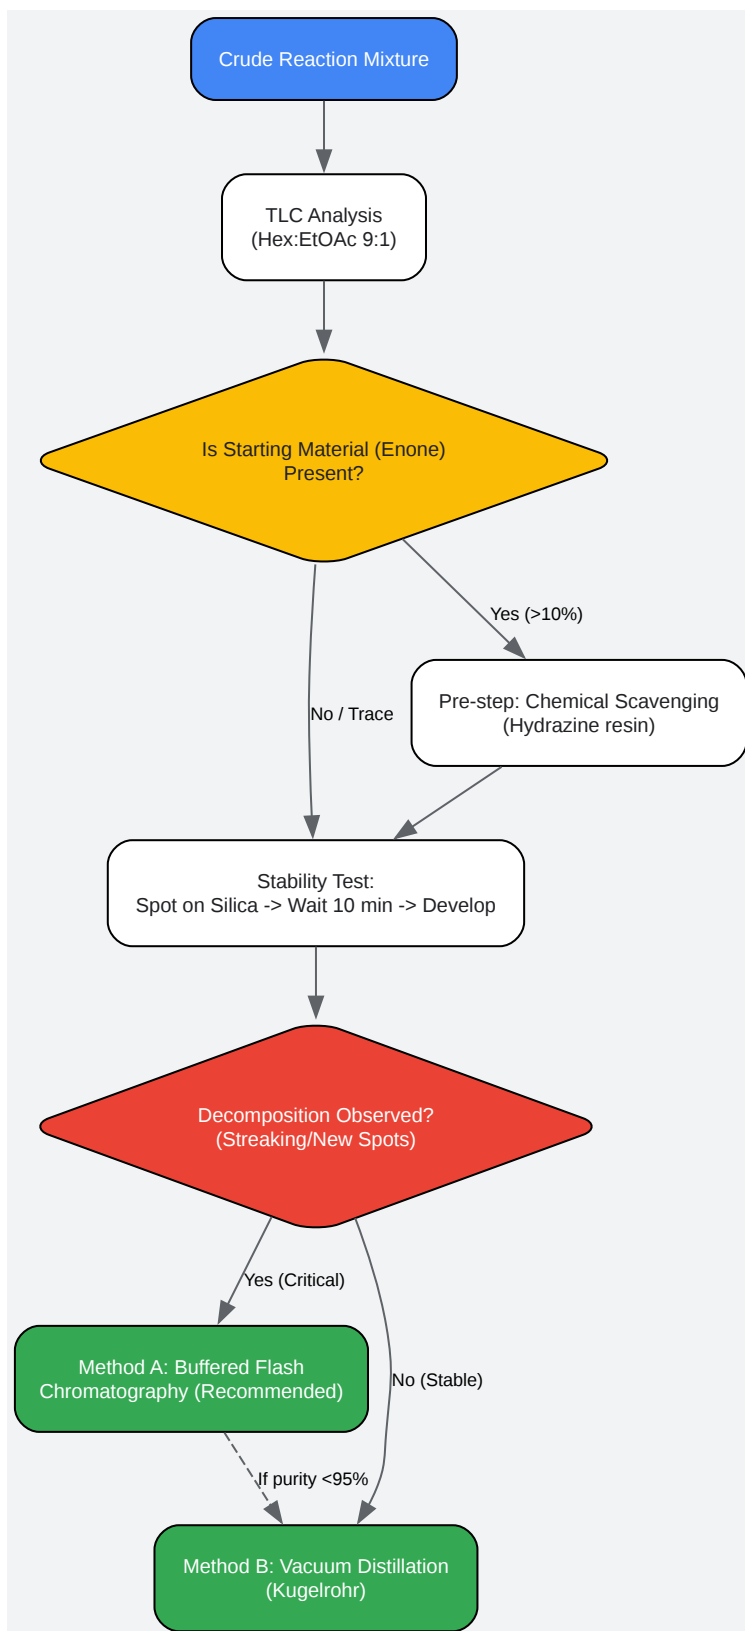 Crude Reaction Mixture
TLC Analysis
(Hex:EtOAc 9:1)
Is Starting Material (Enone)
Present?
Yes (>10%)
Pre-step: Chemical Scavenging
(Hydrazine resin)
No / Trace
Stability Test:
Spot on Silica -> Wait 10 min -> Develop
Decomposition Observed?
(Streaking/New Spots)
Yes (Critical)
Method A: Buffered Flash
Chromatography (Recommended)
No (Stable)
If purity <95%
Method B: Vacuum Distillation
(Kugelrohr)